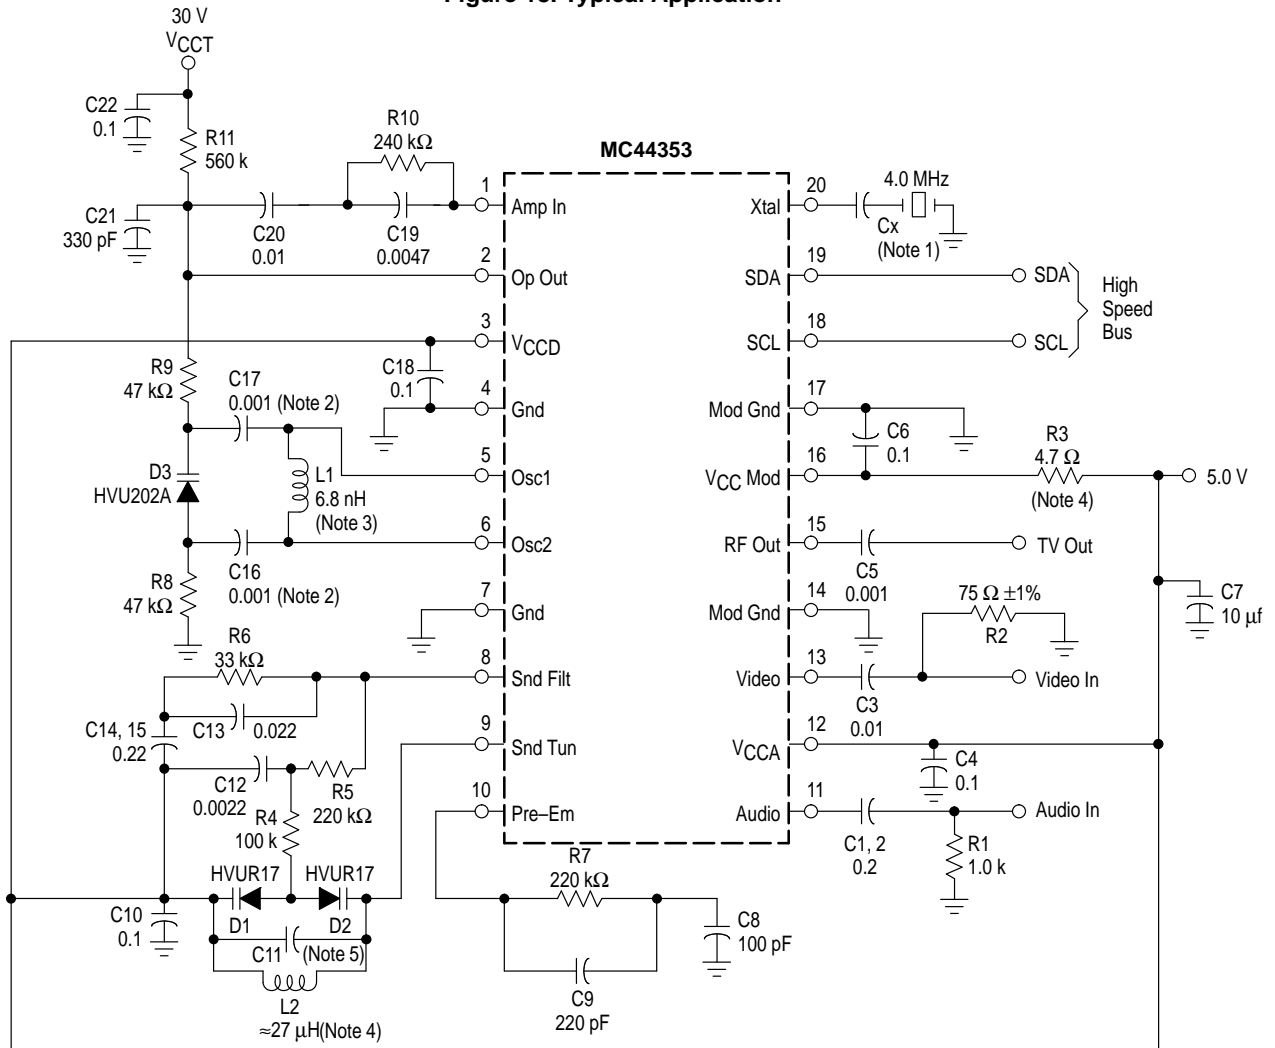 30 V
VCCT
C22
0.1
R11
560 k
R10
240 kΩ
MC44353
C21
330 pF
C20
0.01
C19
0.0047
1
Amp In
20
Xtal
4.0 MHz
Cx
(Note 1)
2
Op Out
19
SDA
SDA
High
Speed
Bus
3
VCCD
18
SCL
SCL
C18
0.1
R9
47 kΩ
C17
0.001 (Note 2)
4
Gnd
17
Mod Gnd
C6
0.1
R3
4.7 Ω
(Note 4)
5.0 V
D3
HVU202A
L1
6.8 nH
(Note 3)
5
Osc1
16
VCC Mod
6
Osc2
15
RF Out
C5
0.001
TV Out
C16
0.001 (Note 2)
R8
47 kΩ
7
Gnd
14
Mod Gnd
75 Ω ±1%
R2
C7
10 µf
R6
33 kΩ
8
Snd Filt
13
Video
C3
0.01
Video In
C14, 15
0.22
C13
0.022
9
Snd Tun
12
VCCA
C4
0.1
C12
0.0022
R5
220 kΩ
R4
100 k
10
Pre–Em
11
Audio
C1, 2
0.2
Audio In
R1
1.0 k
HVUR17
HVUR17
D1
D2
C10
0.1
C11
(Note 5)
L2
≈27 µH(Note 4)
R7
220 kΩ
C8
100 pF
C9
220 pF